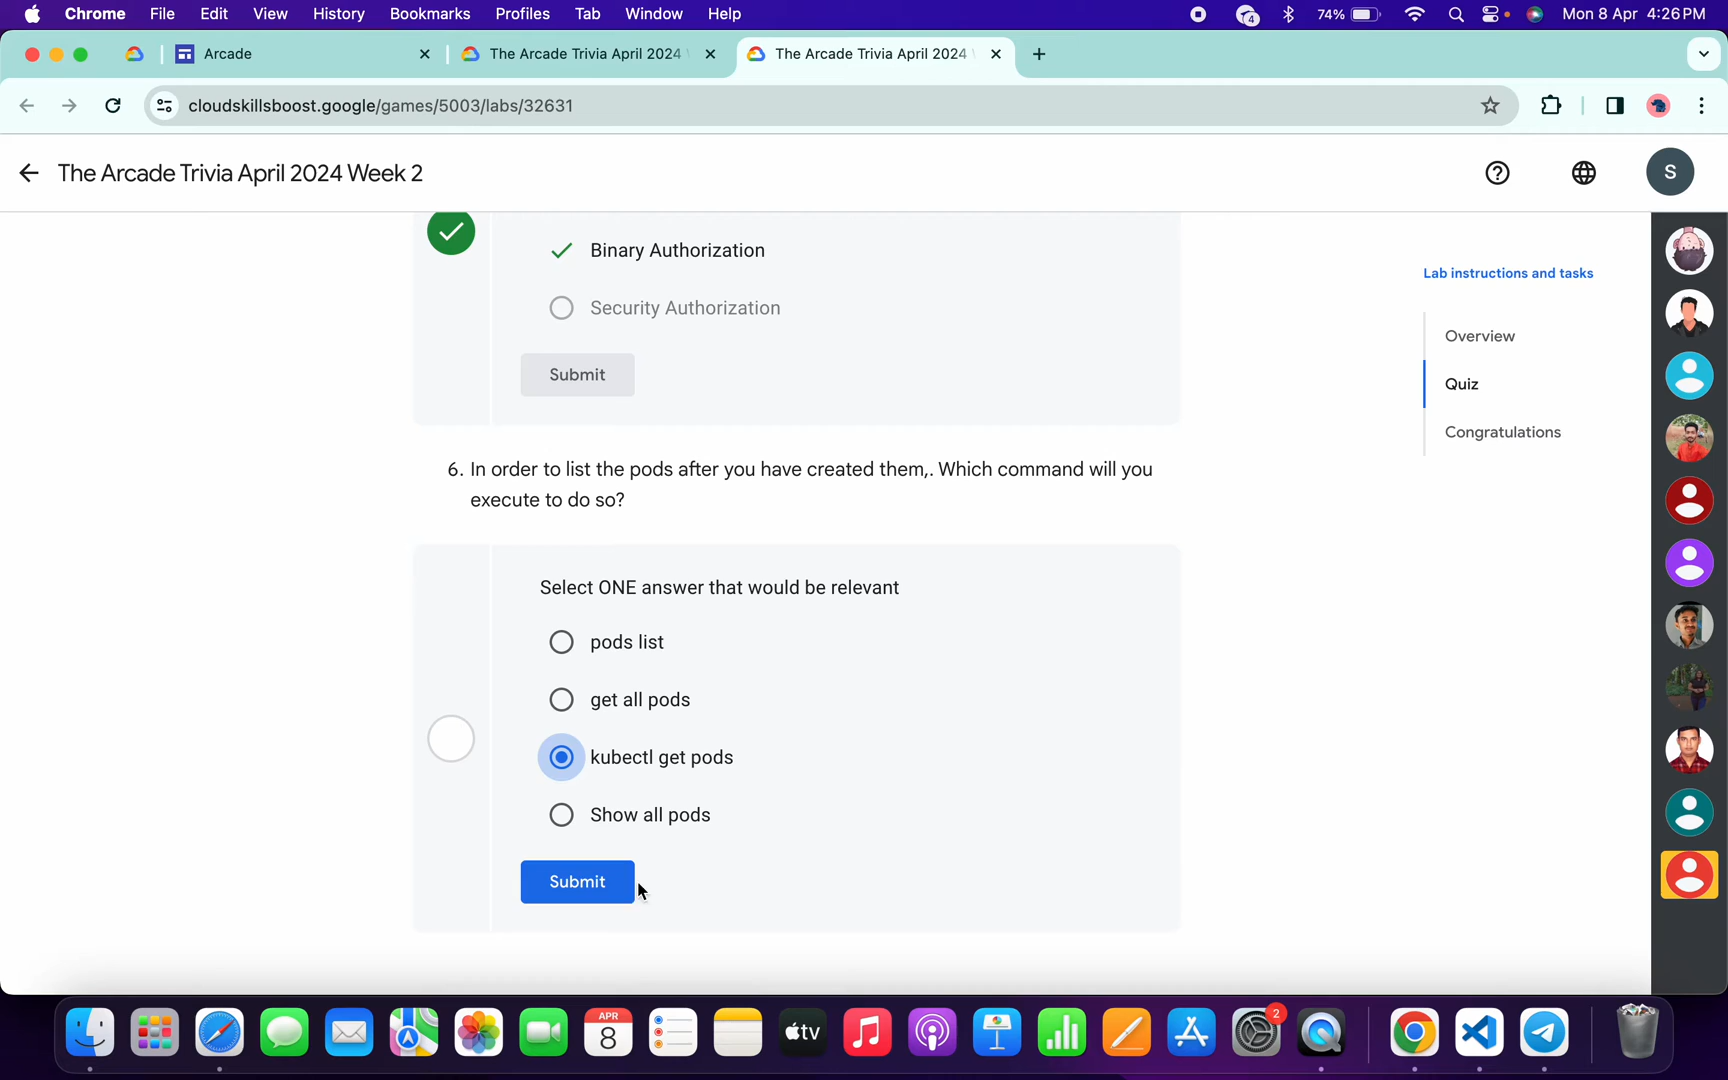 Chrome File Edit View History Bookmarks Profiles Tab Window Help 4 74% Mon 8 Apr 4:26 PM
Arcade The Arcade Trivia April 2024 The Arcade Trivia April 2024
cloudskillsboost.google/games/5003/labs/32631
The Arcade Trivia April 2024 Week 2 S
Binary Authorization
Security Authorization
Submit
6. In order to list the pods after you have created them,. Which command will you
execute to do so?
Select ONE answer that would be relevant
pods list
get all pods
kubectl get pods
Show all pods
Submit
Lab instructions and tasks
Overview
Quiz
Congratulations
APR
8
tv
2